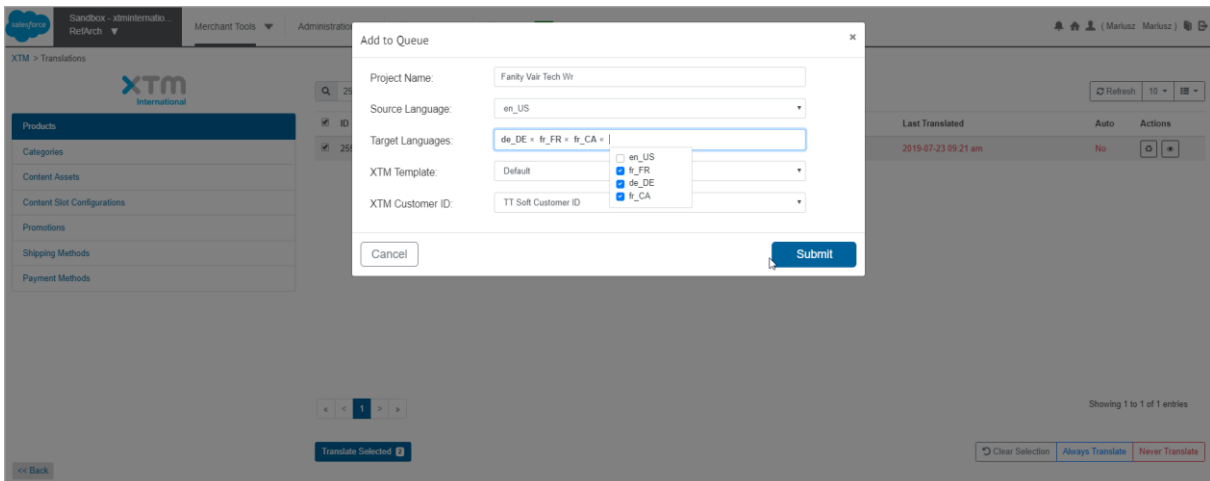 salesforce
Sandbox - xtminternatio...
RefArch
Merchant Tools
Administration
( Mariusz Mariusz )
XTM > Translations
XTM
International
Products
Categories
Content Assets
Content Slot Configurations
Promotions
Shipping Methods
Payment Methods
<< Back
Add to Queue
×
Project Name:
Fanity Vair Tech Wr
Source Language:
en_US
Target Languages:
de_DE × fr_FR × fr_CA ×
en_US
fr_FR
de_DE
fr_CA
XTM Template:
Default
XTM Customer ID:
TT Soft Customer ID
Cancel
Submit
Refresh
10
ID
Last Translated
Auto
Actions
2019-07-23 09:21 am
No
« < 1 > »
Showing 1 to 1 of 1 entries
Translate Selected 2
Clear Selection
Always Translate
Never Translate